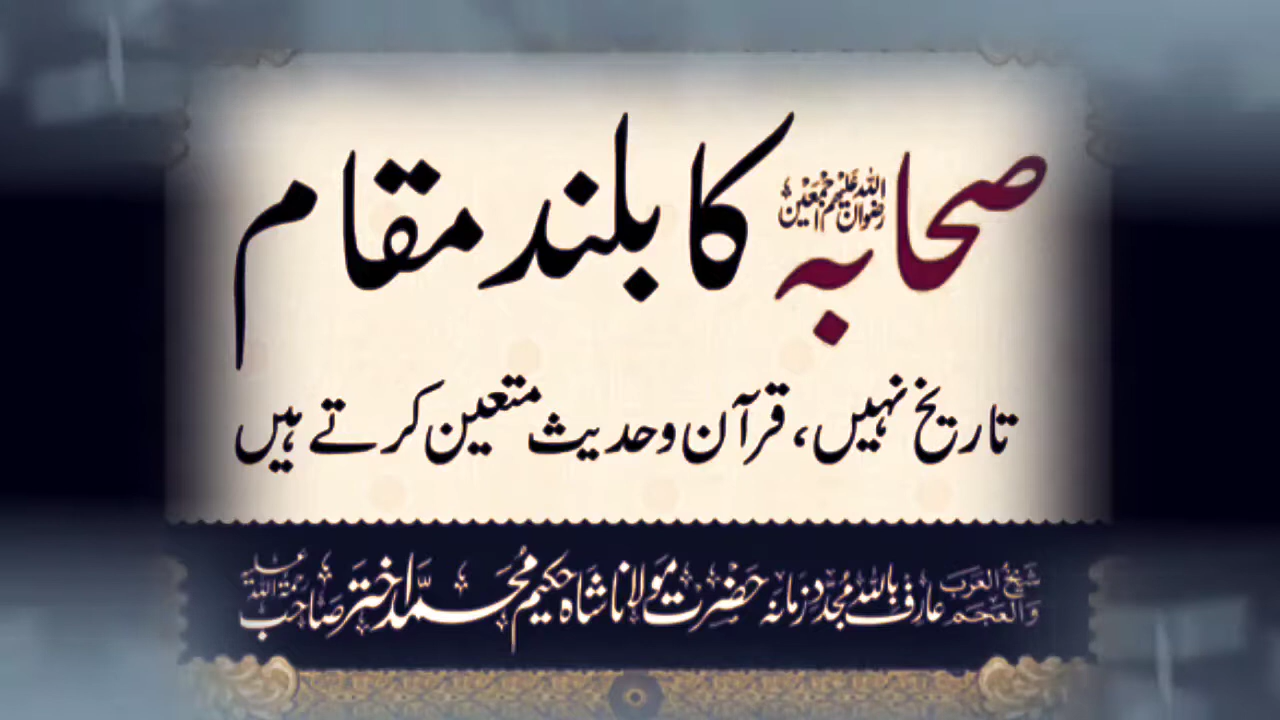 صحابہ رضوان اللہ علیہم اجمعین کا بلند مقام
تاریخ نہیں، قرآن و حدیث متعین کرتے ہیں
شیخ العرب والعجم عارف باللہ مجدد زمانہ حضرت مولانا شاہ حکیم محمد اختر صاحب رحمۃ اللہ علیہ